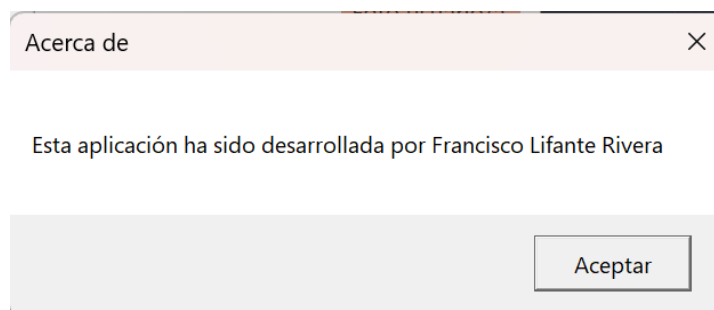 Acerca de
Esta aplicación ha sido desarrollada por Francisco Lifante Rivera
Aceptar